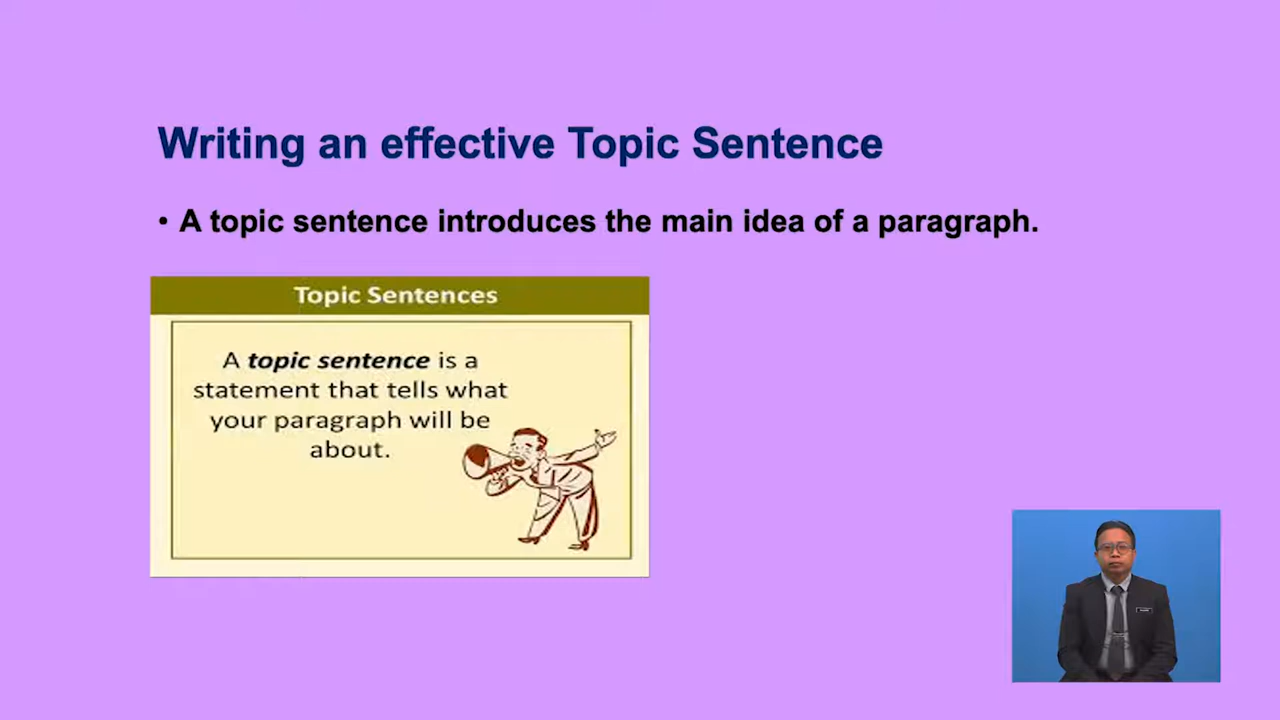 Writing an effective Topic Sentence
• A topic sentence introduces the main idea of a paragraph.
Topic Sentences
A topic sentence is a
statement that tells what
your paragraph will be
about.